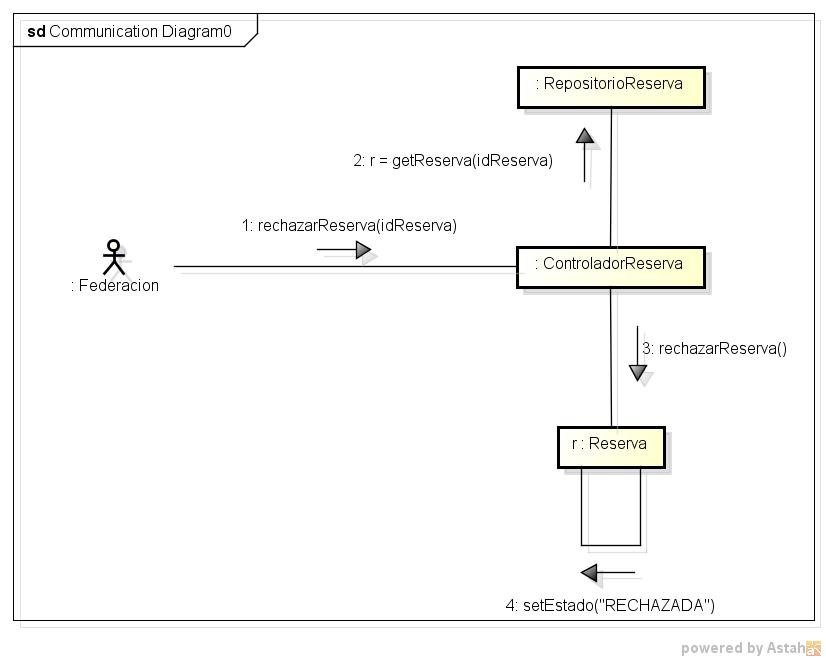 sd Communication Diagram0
: RepositorioReserva
2: r = getReserva(idReserva)
1: rechazarReserva(idReserva)
: ControladorReserva
: Federacion
3: rechazarReserva()
r : Reserva
4: setEstado("RECHAZADA")
powered by Astah